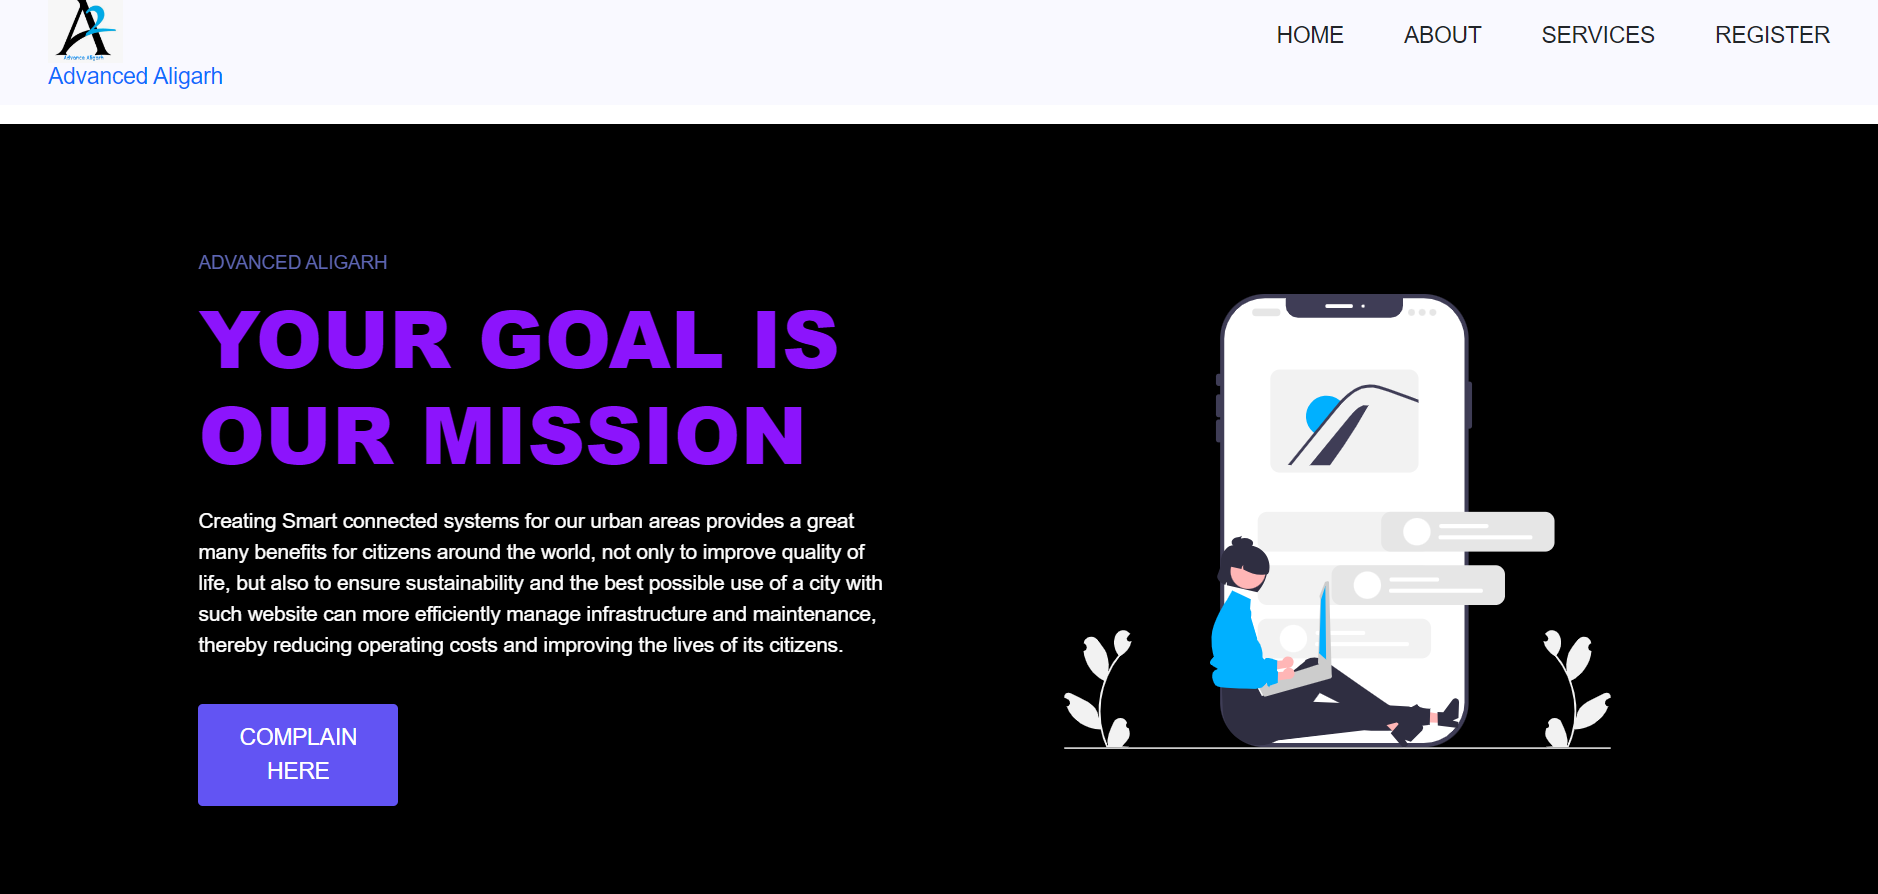 Advance Aligarh
Advanced Aligarh
HOME ABOUT SERVICES REGISTER
ADVANCED ALIGARH
YOUR GOAL IS
OUR MISSION
Creating Smart connected systems for our urban areas provides a great
many benefits for citizens around the world, not only to improve quality of
life, but also to ensure sustainability and the best possible use of a city with
such website can more efficiently manage infrastructure and maintenance,
thereby reducing operating costs and improving the lives of its citizens.
COMPLAIN
HERE